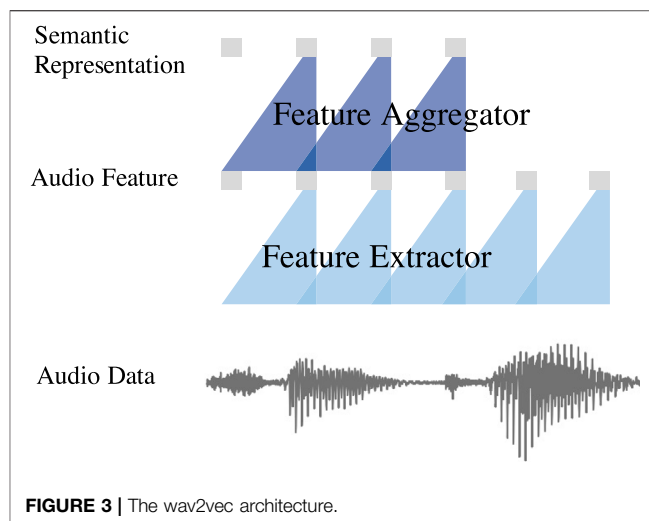 Semantic
Representation
Feature Aggregator
Audio Feature
Feature Extractor
Audio Data
FIGURE 3 | The wav2vec architecture.